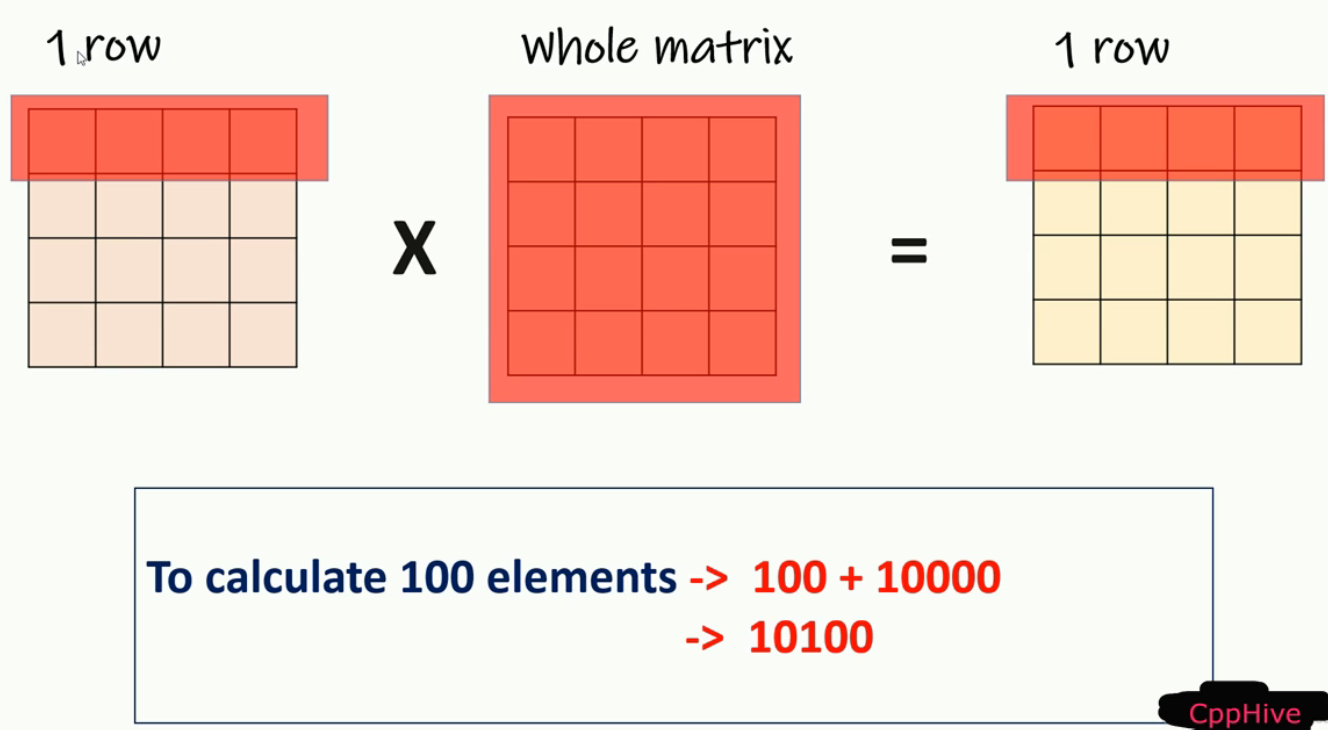 1 row
Whole matrix
1 row
X
=
To calculate 100 elements -> 100 + 10000
-> 10100
CppHive